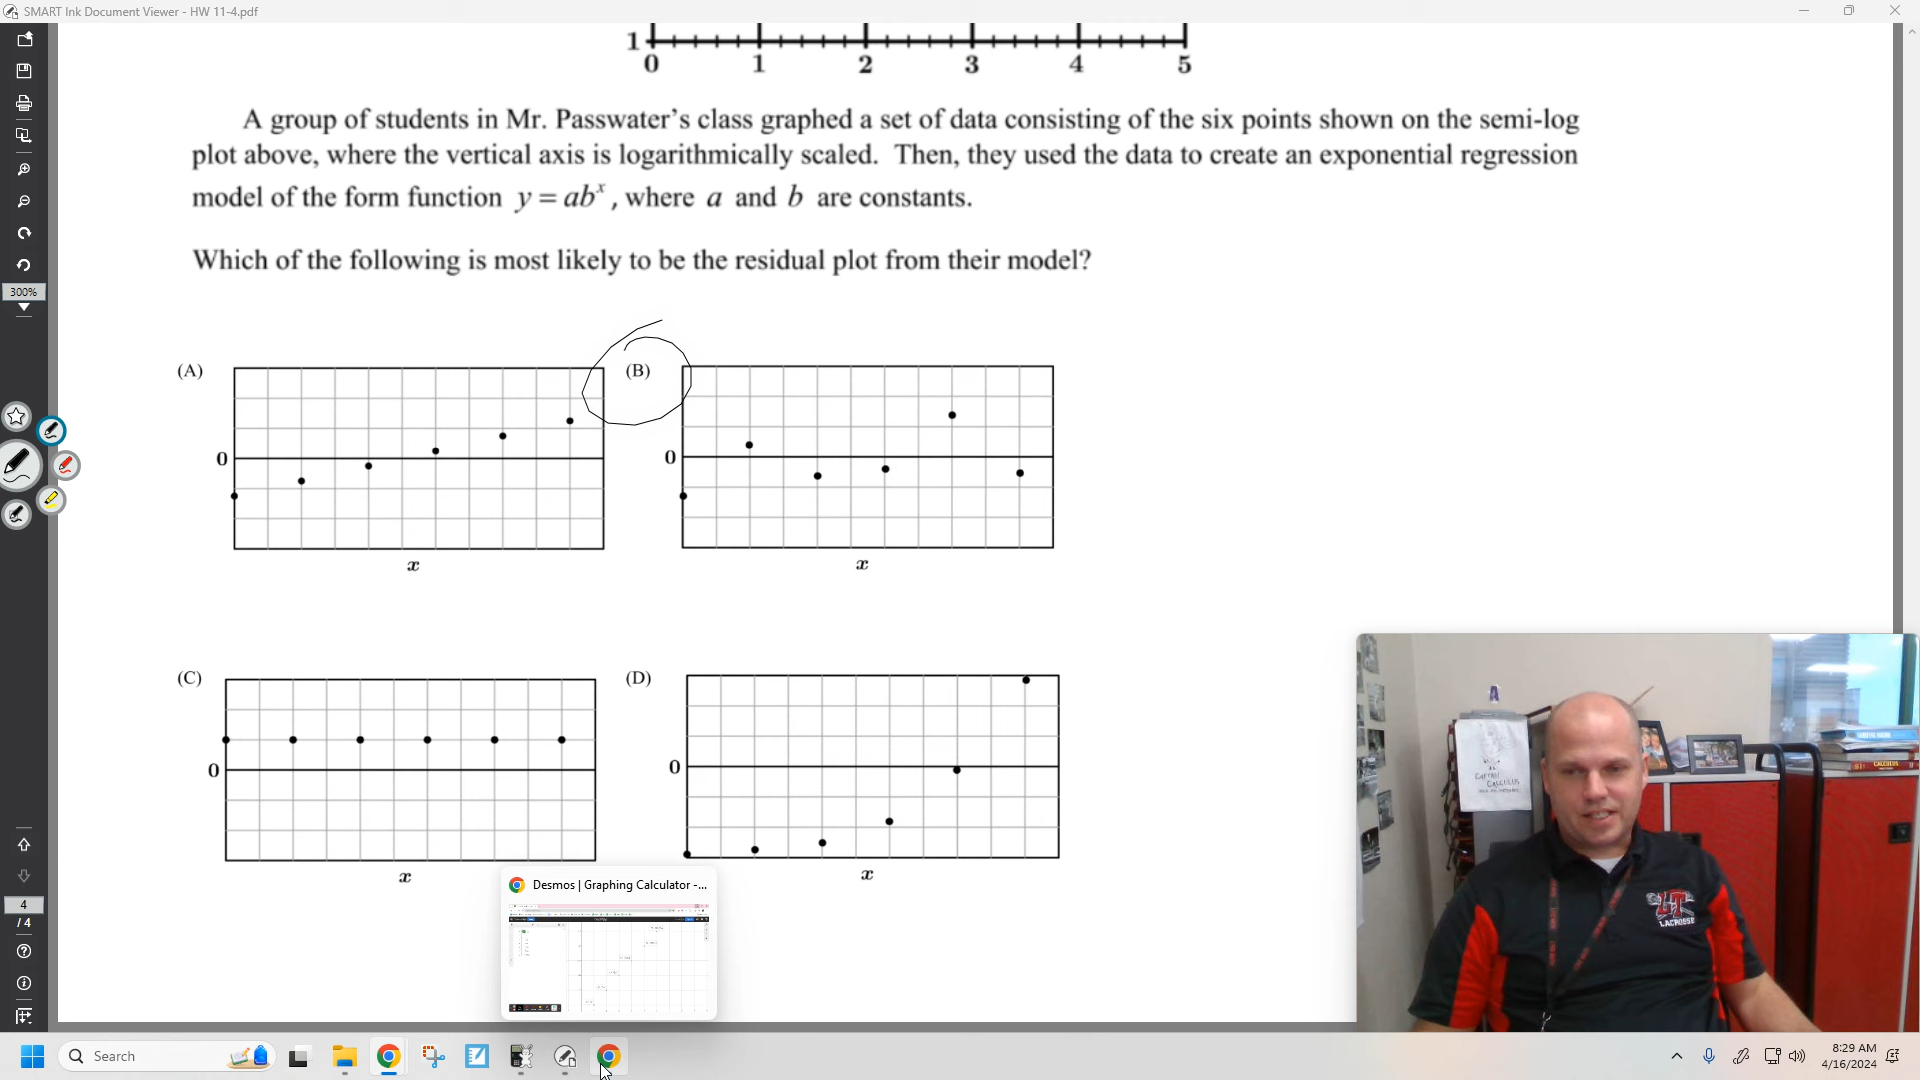 SMART Ink Document Viewer - HW 11-4.pdf
1
0 1 2 3 4 5
A group of students in Mr. Passwater's class graphed a set of data consisting of the six points shown on the semi-log
plot above, where the vertical axis is logarithmically scaled. Then, they used the data to create an exponential regression
model of the form function y = abˣ, where a and b are constants.
Which of the following is most likely to be the residual plot from their model?
300%
(A)
0
x
(B)
0
x
(C)
0
x
(D)
0
x
4
/ 4
Desmos | Graphing Calculator -...
CAPTAIN
CALCULUS
CALCULUS
LT
LACROSSE
Search
8:29 AM
4/16/2024